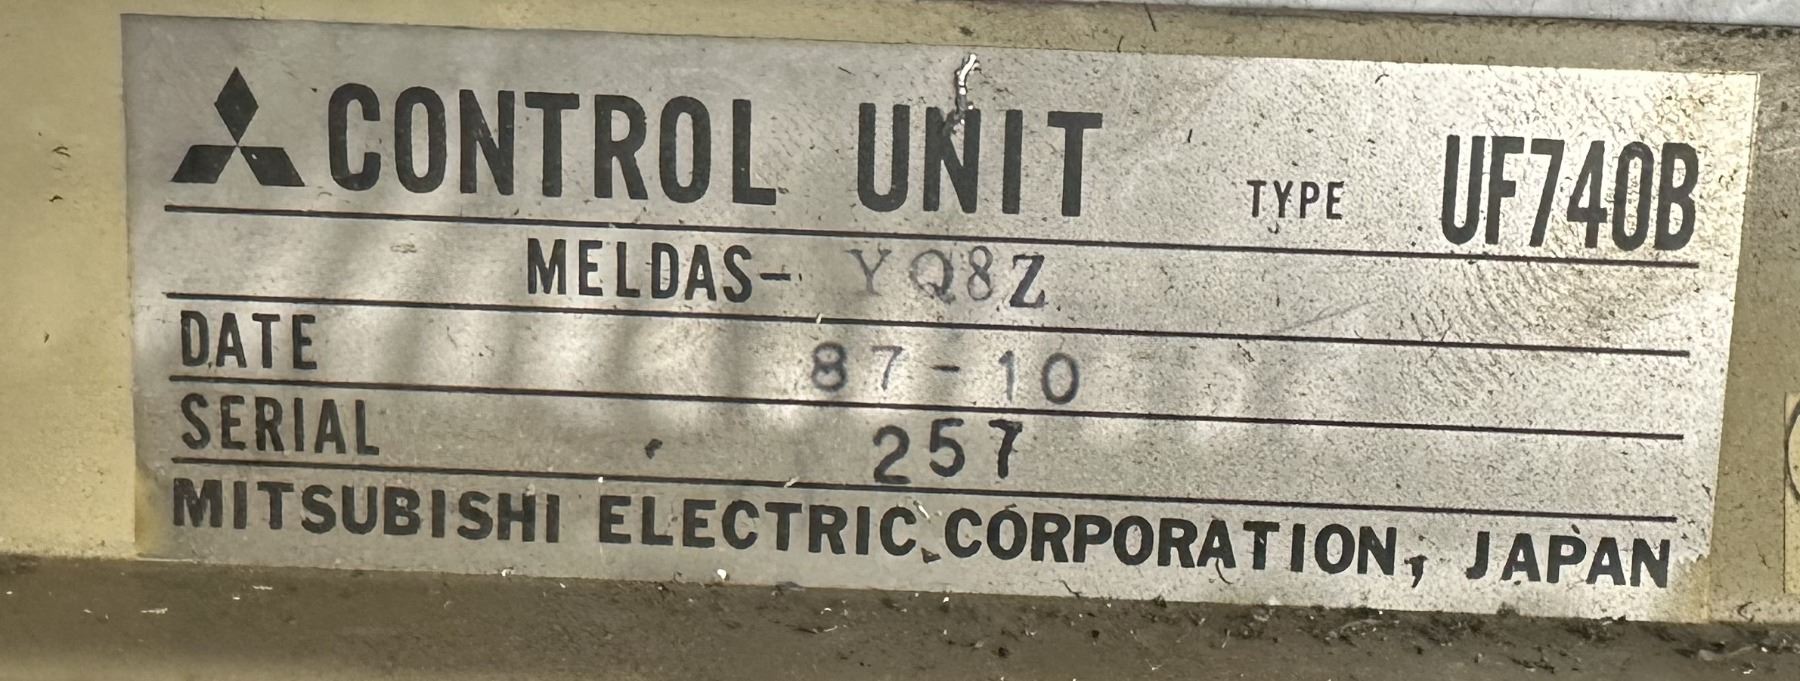 CONTROL UNIT TYPE UF740B
MELDAS- YQ8Z
DATE 87-10
SERIAL 257
MITSUBISHI ELECTRIC CORPORATION, JAPAN